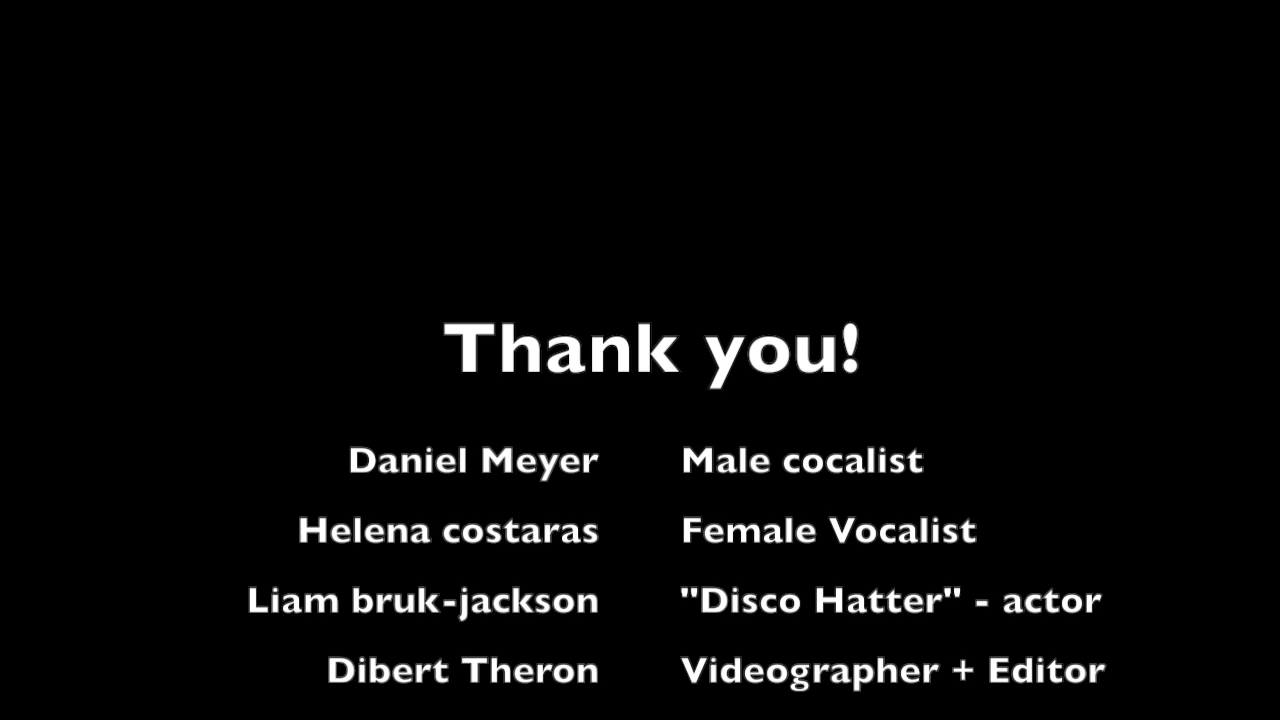 Thank you!
Daniel Meyer Male cocalist
Helena costaras Female Vocalist
Liam bruk-jackson "Disco Hatter" - actor
Dibert Theron Videographer + Editor